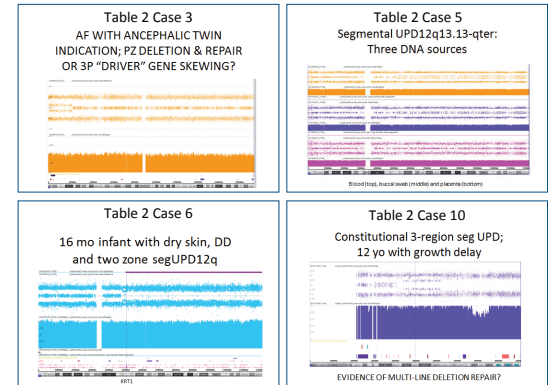 Table 2 Case 3
AF WITH ANCEPHALIC TWIN
INDICATION; PZ DELETION & REPAIR
OR 3P "DRIVER" GENE SKEWING?
Table 2 Case 5
Segmental UPD12q13.13-qter:
Three DNA sources
Blood (top), buccal swab (middle) and placenta (bottom)
Table 2 Case 6
16 mo infant with dry skin, DD
and two zone segUPD12q
KRT1
Table 2 Case 10
Constitutional 3-region seg UPD;
12 yo with growth delay
EVIDENCE OF MULTI-LINE DELETION REPAIR?